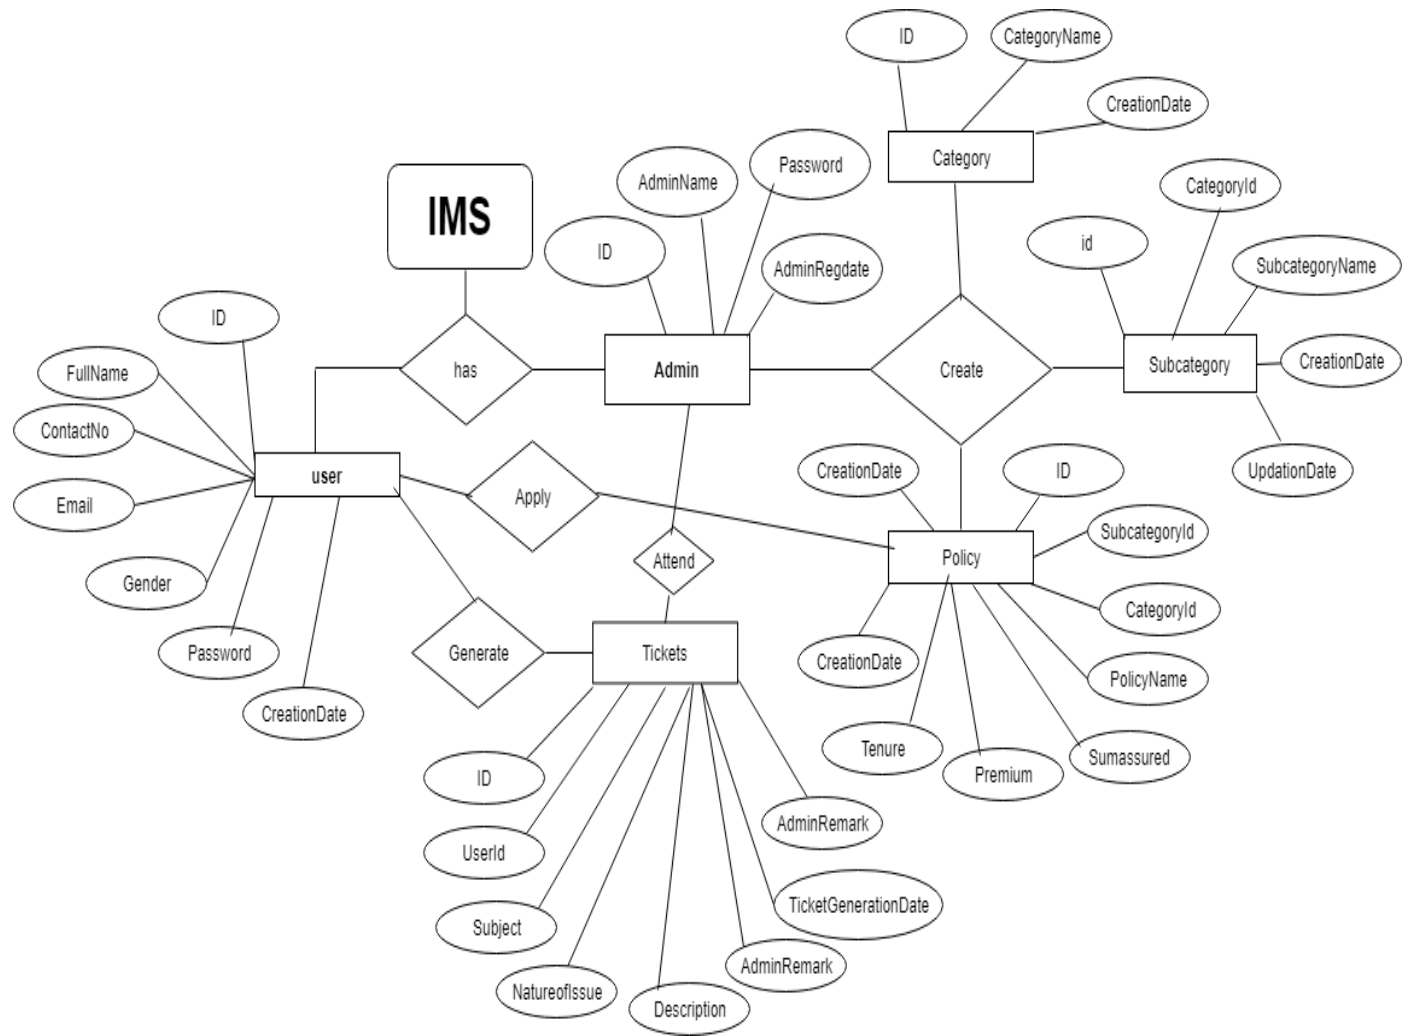 ID
CategoryName
CreationDate
Category
Password
AdminName
CategoryId
IMS
id
ID
SubcategoryName
AdminRegdate
ID
CreationDate
Subcategory
has
Admin
Create
FullName
ContactNo
CreationDate
ID
UpdationDate
user
Apply
Email
SubcategoryId
Policy
Attend
Gender
CategoryId
Password
Generate
Tickets
CreationDate
PolicyName
CreationDate
Tenure
Sumassured
Premium
ID
AdminRemark
UserId
TicketGenerationDate
Subject
AdminRemark
NatureofIssue
Description